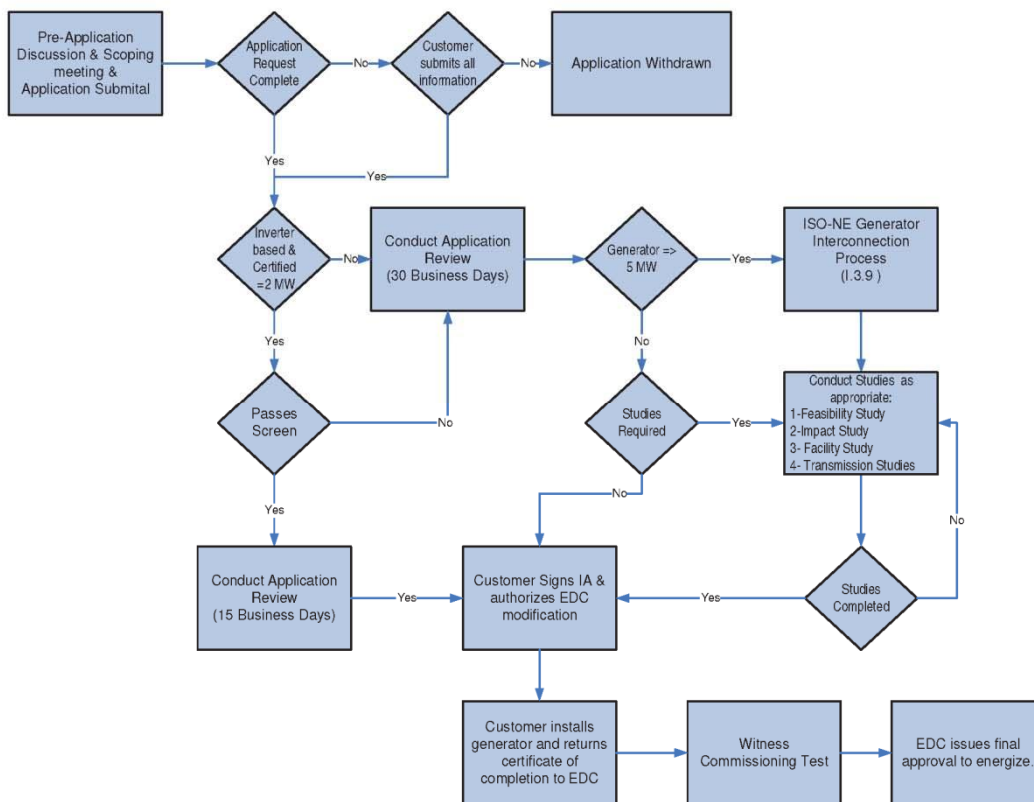 Pre-Application
Discussion & Scoping
meeting &
Application Submital
Application
Request
Complete
No
Customer
submits all
information
No
Application Withdrawn
Yes
Yes
Inverter
based &
Certified
=2 MW
No
Conduct Application
Review
(30 Business Days)
Generator =>
5 MW
Yes
ISO-NE Generator
Interconnection
Process
(I.3.9 )
Yes
No
Passes
Screen
No
Studies
Required
Yes
Conduct Studies as
appropriate:
1-Feasibility Study
2-Impact Study
3- Facility Study
4- Transmission Studies
Yes
No
No
Conduct Application
Review
(15 Business Days)
Yes
Customer Signs IA &
authorizes EDC
modification
Yes
Studies
Completed
Customer installs
generator and returns
certificate of
completion to EDC
Witness
Commissioning Test
EDC issues final
approval to energize.